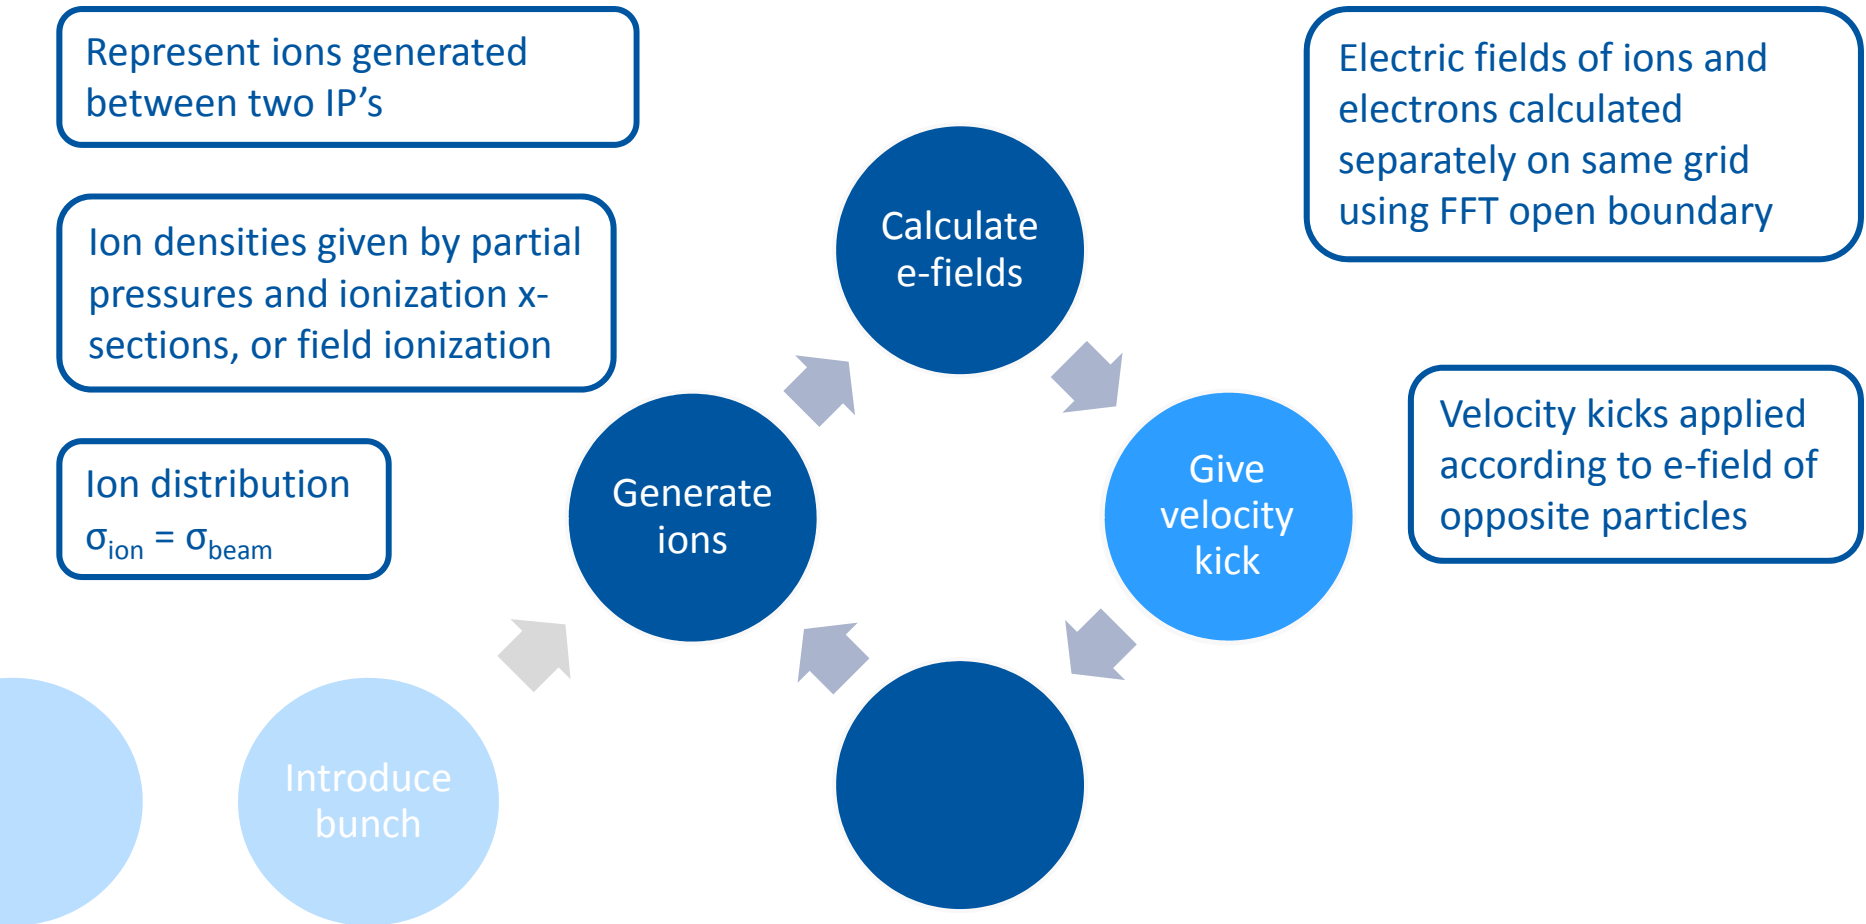 Represent ions generated
between two IP's
Ion densities given by partial
pressures and ionization x-
sections, or field ionization
Ion distribution
σion = σbeam
Introduce
bunch
Generate
ions
Calculate
e-fields
Give
velocity
kick
Electric fields of ions and
electrons calculated
separately on same grid
using FFT open boundary
Velocity kicks applied
according to e-field of
opposite particles